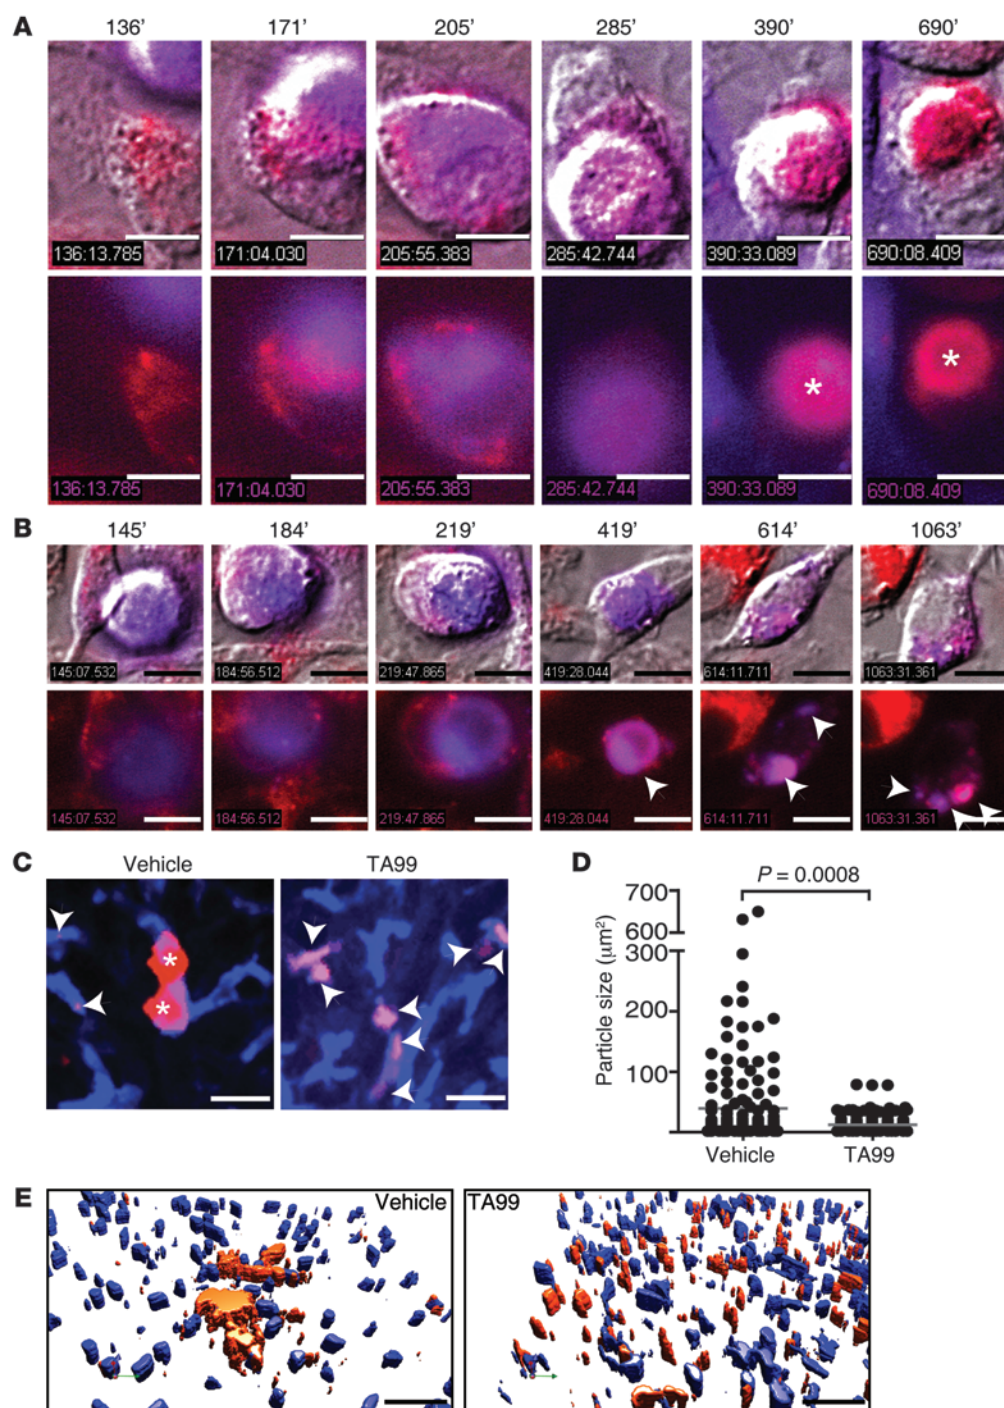 A 136’ 171’ 205’ 285’ 390’ 690’
136:13.785 171:04.030 205:55.383 285:42.744 390:33.089 690:08.409
* *
136:13.785 171:04.030 205:55.383 285:42.744 390:33.089 690:08.409
B 145’ 184’ 219’ 419’ 614’ 1063’
145:07.532 184:56.512 219:47.865 419:28.044 614:11.711 1063:31.361
145:07.532 184:56.512 219:47.865 419:28.044 614:11.711 1063:31.361
C Vehicle TA99
*
*
D
P = 0.0008
Particle size (μm²)
700
600
300
200
100
Vehicle TA99
E Vehicle TA99